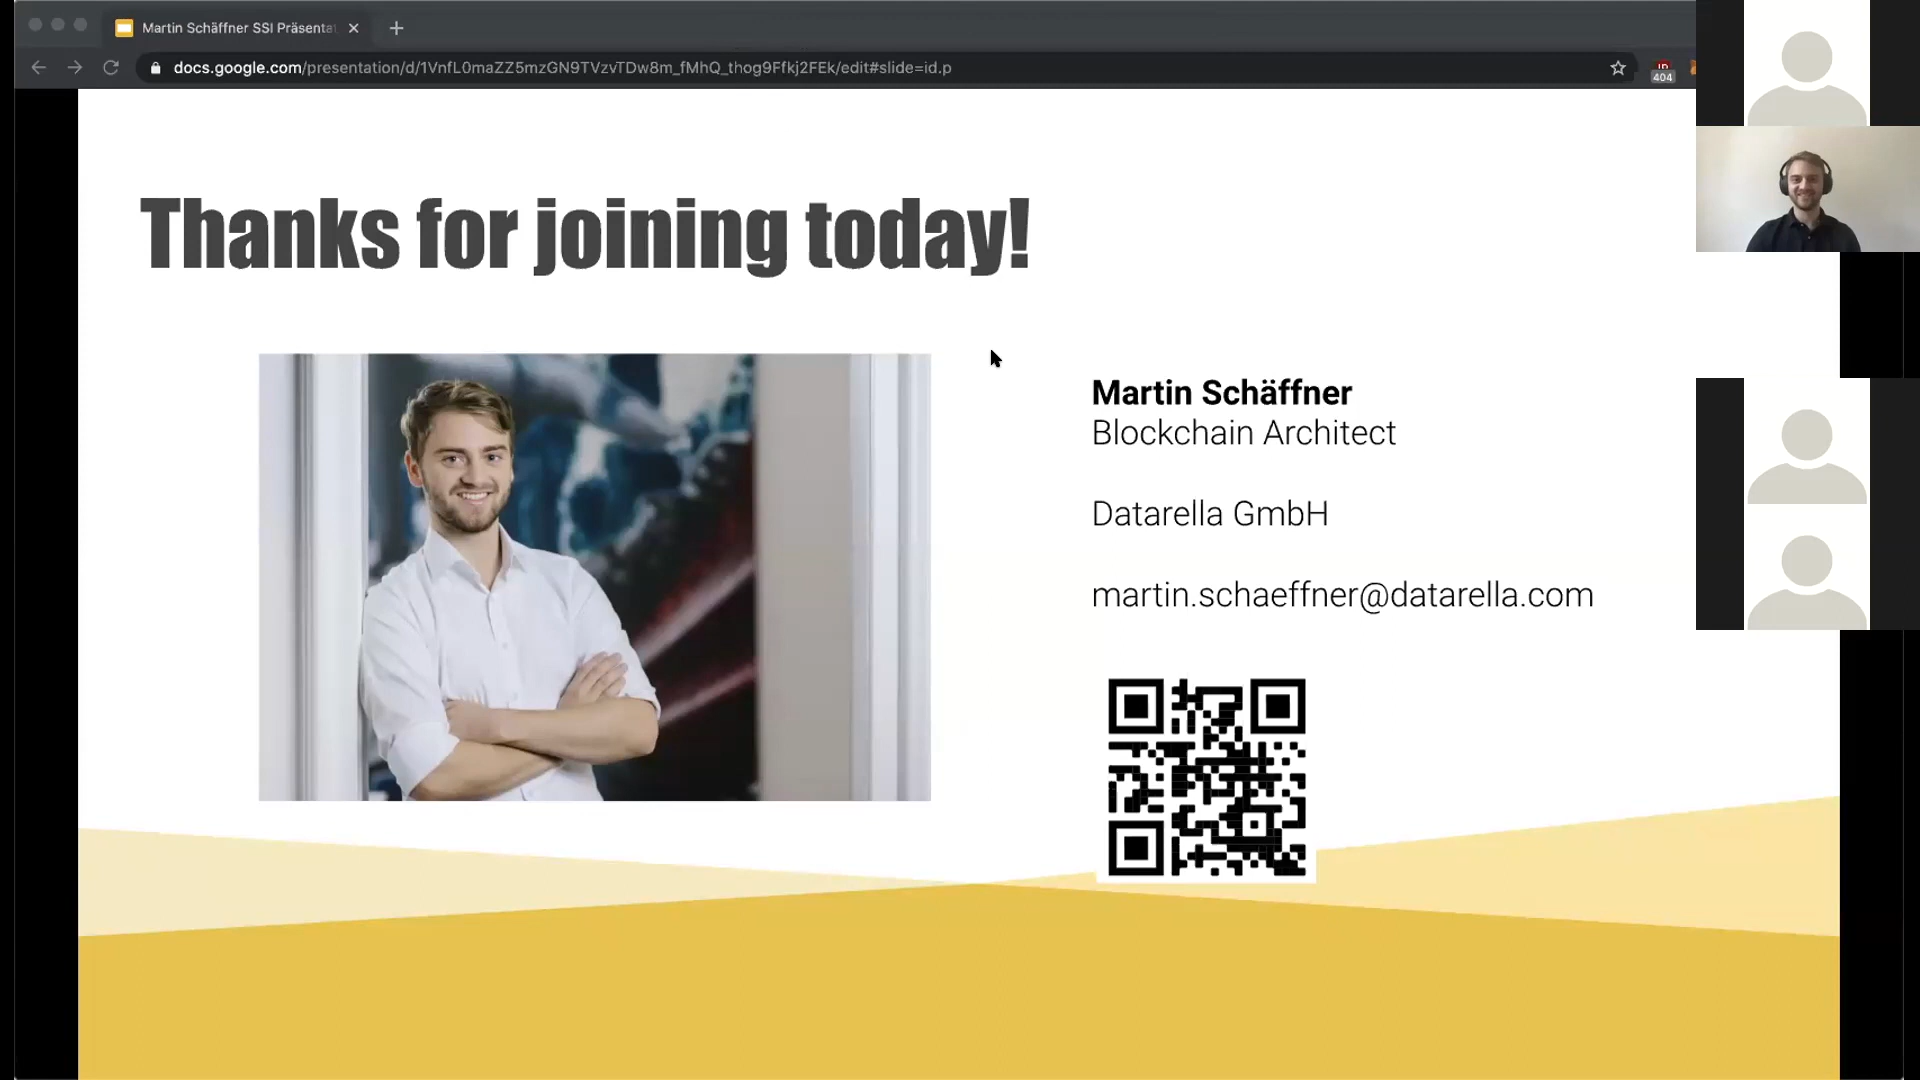 Martin Schäffner SSI Präsenta
docs.google.com/presentation/d/1VnfL0maZZ5mzGN9TVzvTDw8m_fMhQ_thog9Ffkj2FEk/edit#slide=id.p
404
Thanks for joining today!
Martin Schäffner
Blockchain Architect
Datarella GmbH
martin.schaeffner@datarella.com